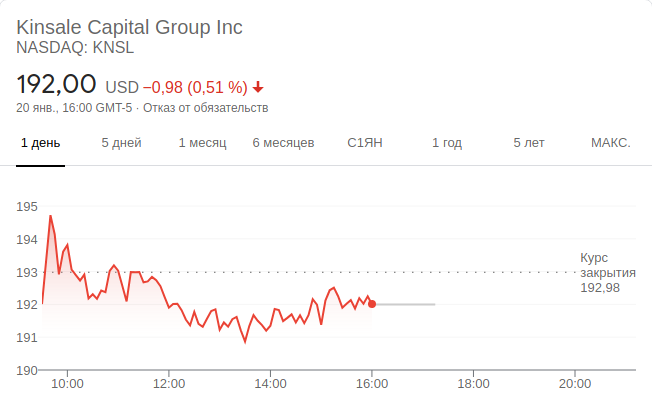 Kinsale Capital Group Inc
NASDAQ: KNSL
192,00 USD −0,98 (0,51 %)
20 янв., 16:00 GMT-5 · Отказ от обязательств
1 день 5 дней 1 месяц 6 месяцев С1ЯН 1 год 5 лет МАКС.
195
194
193
192
191
190
Курс
закрытия
192,98
10:00 12:00 14:00 16:00 18:00 20:00